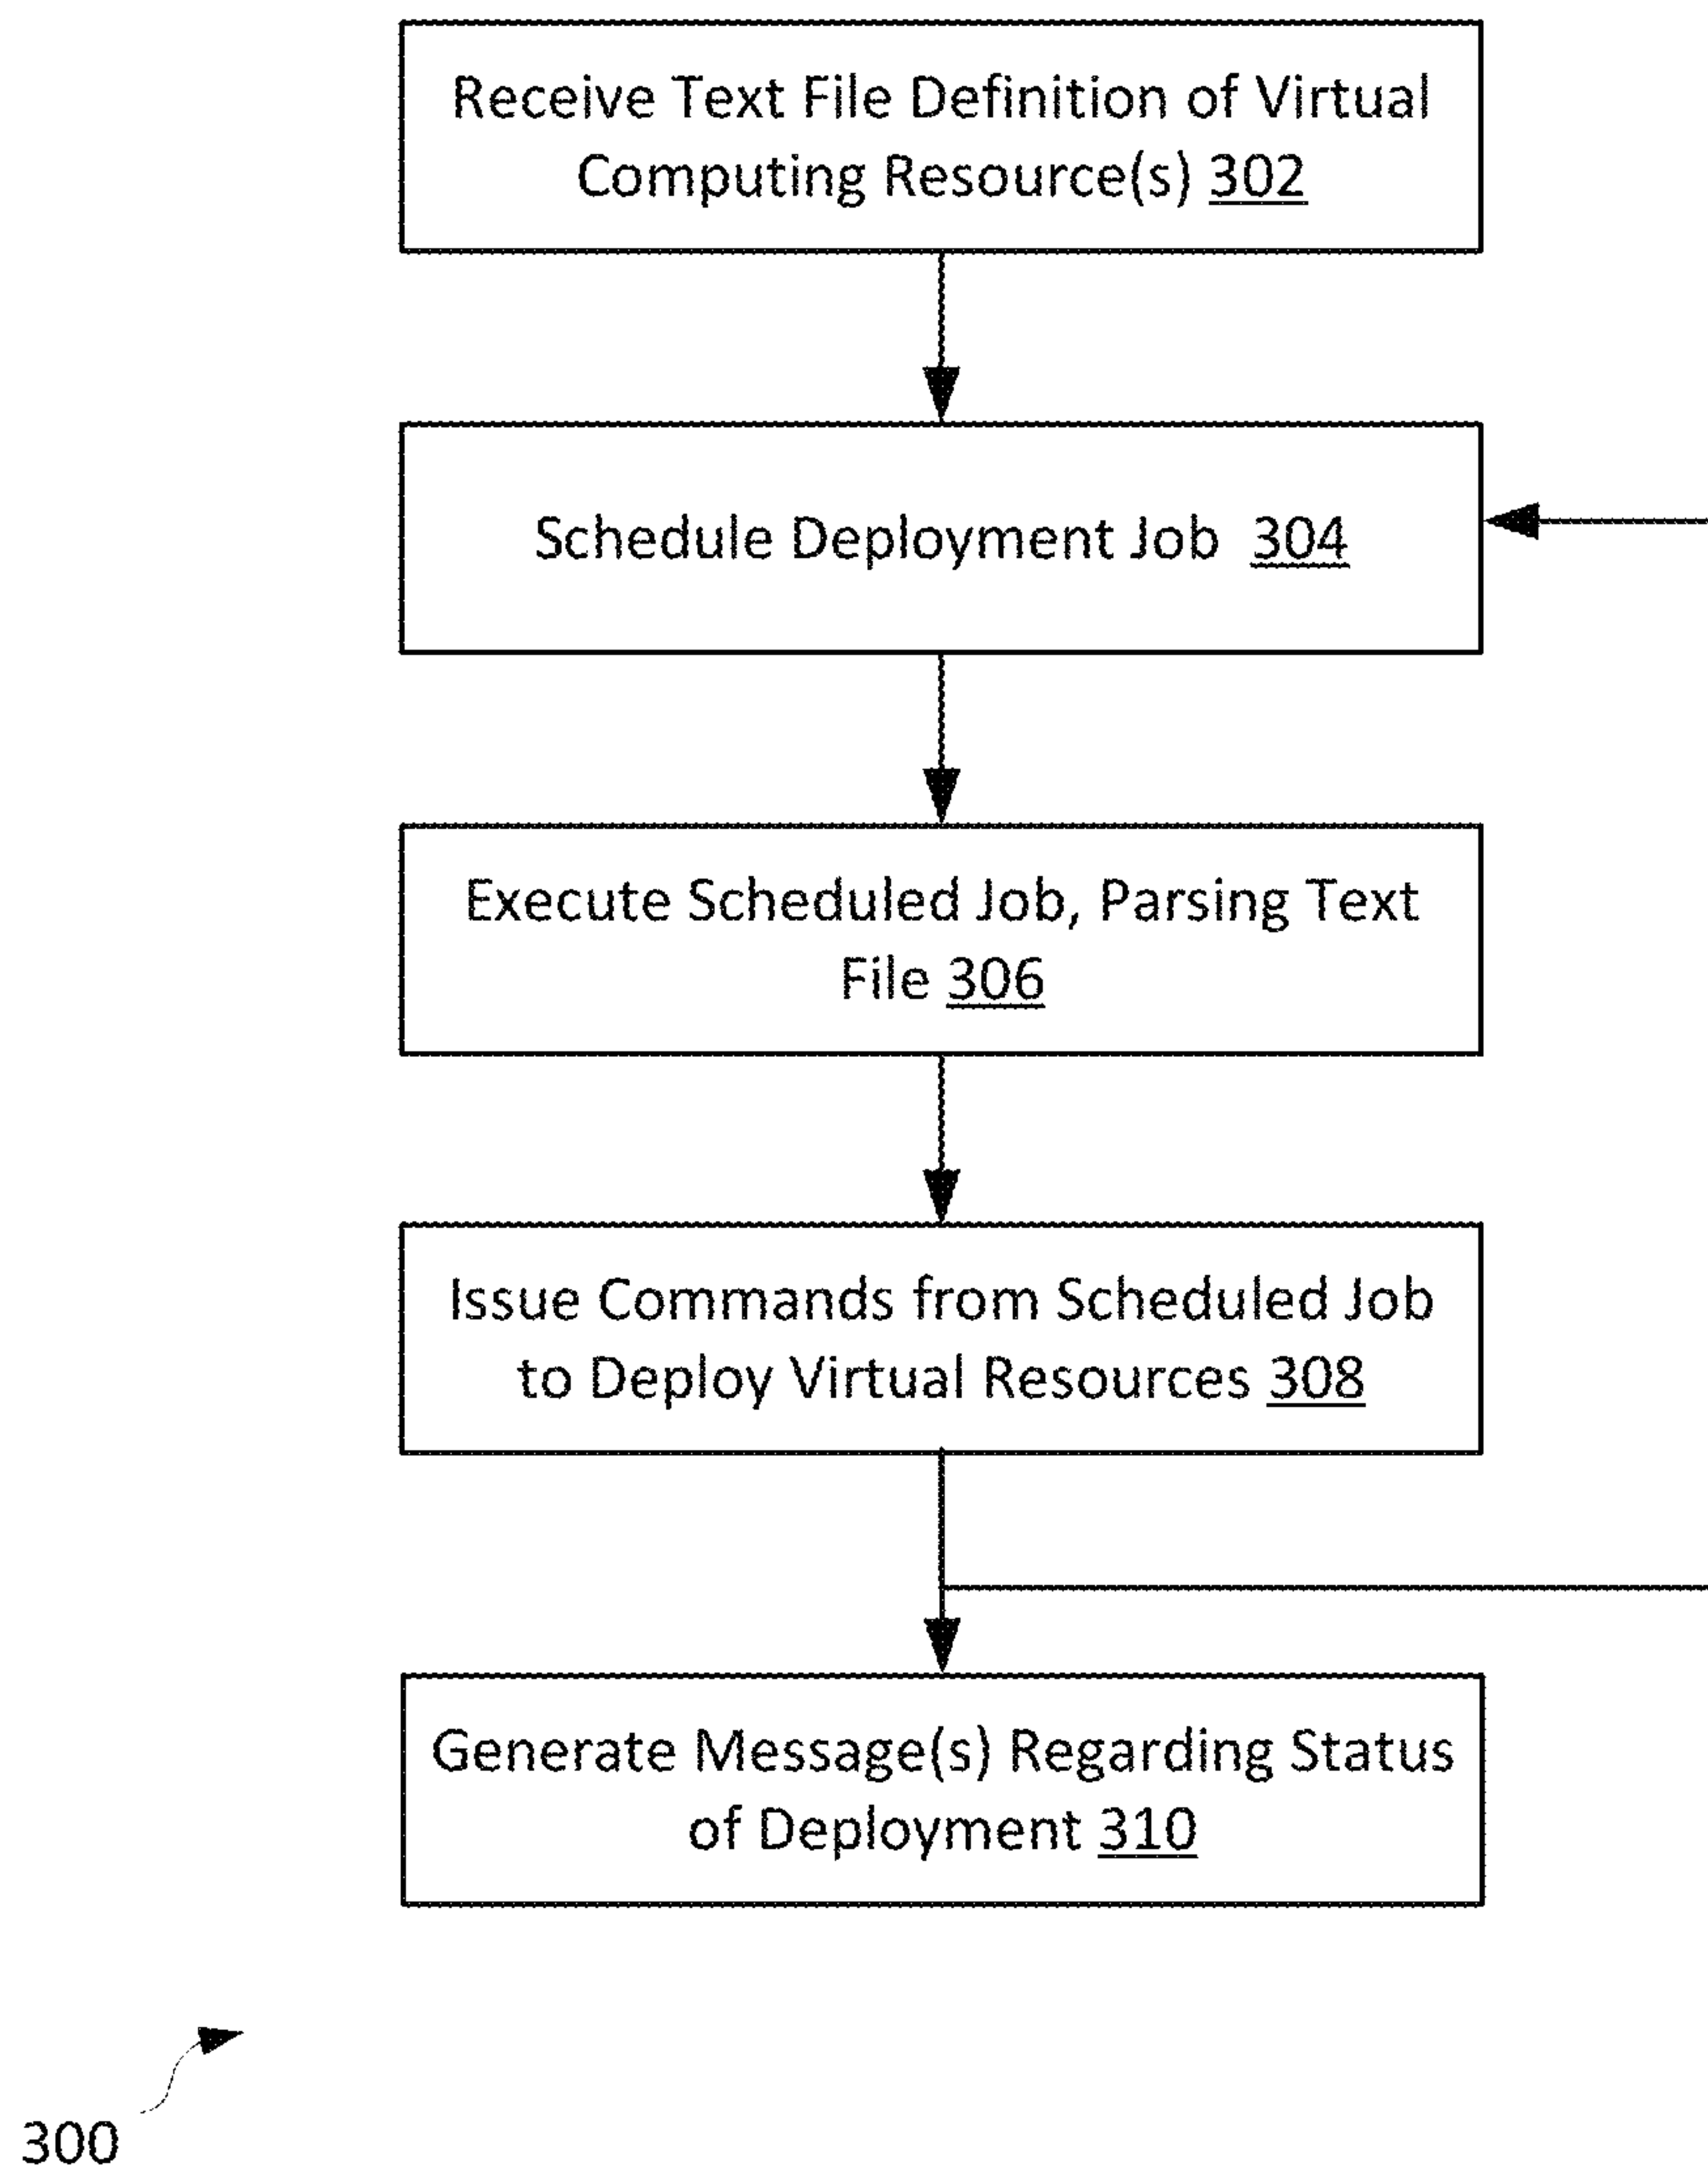 Receive Text File Definition of Virtual
Computing Resource(s) 302
Schedule Deployment Job 304
Execute Scheduled Job, Parsing Text
File 306
Issue Commands from Scheduled Job
to Deploy Virtual Resources 308
Generate Message(s) Regarding Status
of Deployment 310
300